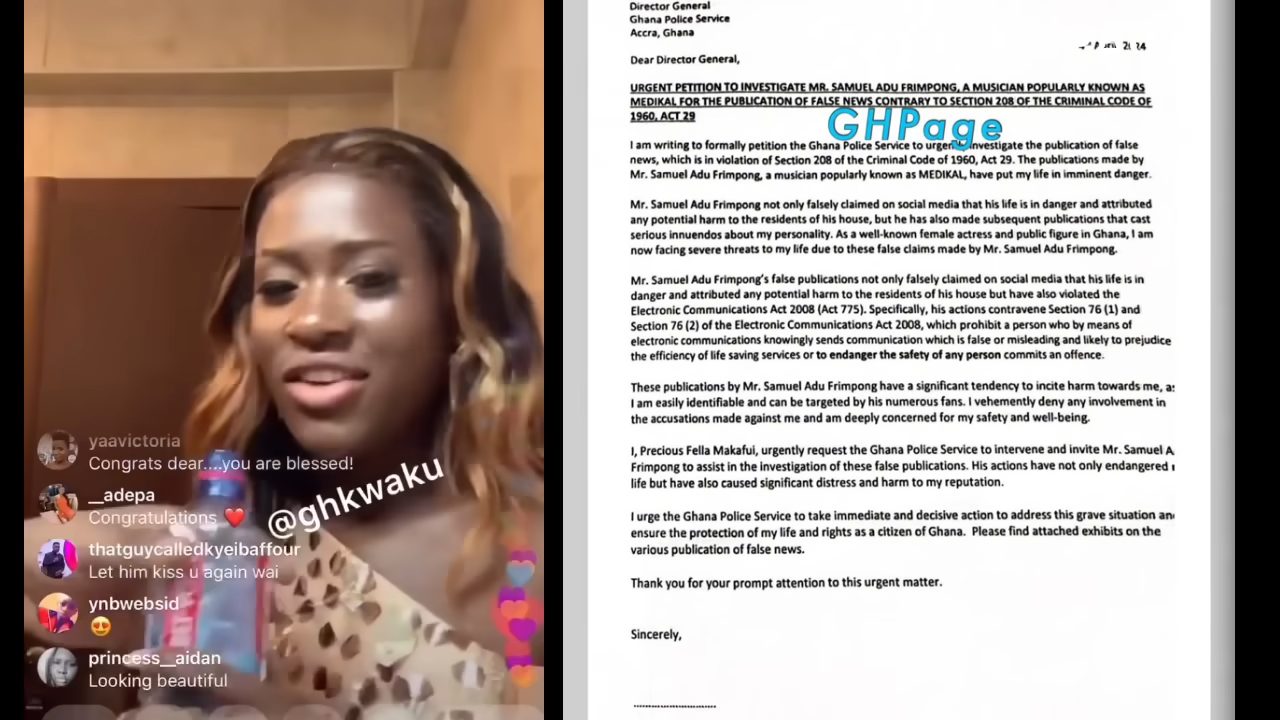 yaavictoria
Congrats dear....you are blessed!
__adepa
Congratulations ❤️
thatguycalledkyeibaffour
Let him kiss u again wai
ynbwebsid
😍
princess__aidan
Looking beautiful
@ghkwaku
Director General
Ghana Police Service
Accra, Ghana
Dear Director General,
URGENT PETITION TO INVESTIGATE MR. SAMUEL ADU FRIMPONG, A MUSICIAN POPULARLY KNOWN AS
MEDIKAL FOR THE PUBLICATION OF FALSE NEWS CONTRARY TO SECTION 208 OF THE CRIMINAL CODE OF
1960, ACT 29
GHPage
I am writing to formally petition the Ghana Police Service to urgently investigate the publication of false
news, which is in violation of Section 208 of the Criminal Code of 1960, Act 29. The publications made by
Mr. Samuel Adu Frimpong, a musician popularly known as MEDIKAL, have put my life in imminent danger.
Mr. Samuel Adu Frimpong not only falsely claimed on social media that his life is in danger and attributed
any potential harm to the residents of his house, but he has also made subsequent publications that cast
serious innuendos about my personality. As a well-known female actress and public figure in Ghana, I am
now facing severe threats to my life due to these false claims made by Mr. Samuel Adu Frimpong.
Mr. Samuel Adu Frimpong's false publications not only falsely claimed on social media that his life is in
danger and attributed any potential harm to the residents of his house but have also violated the
Electronic Communications Act 2008 (Act 775). Specifically, his actions contravene Section 76 (1) and
Section 76 (2) of the Electronic Communications Act 2008, which prohibit a person who by means of
electronic communications knowingly sends communication which is false or misleading and likely to prejudice
the efficiency of life saving services or to endanger the safety of any person commits an offence.
These publications by Mr. Samuel Adu Frimpong have a significant tendency to incite harm towards me, as
I am easily identifiable and can be targeted by his numerous fans. I vehemently deny any involvement in
the accusations made against me and am deeply concerned for my safety and well-being.
I, Precious Fella Makafui, urgently request the Ghana Police Service to intervene and invite Mr. Samuel A
Frimpong to assist in the investigation of these false publications. His actions have not only endangered
life but have also caused significant distress and harm to my reputation.
I urge the Ghana Police Service to take immediate and decisive action to address this grave situation and
ensure the protection of my life and rights as a citizen of Ghana. Please find attached exhibits on the
various publication of false news.
Thank you for your prompt attention to this urgent matter.
Sincerely,